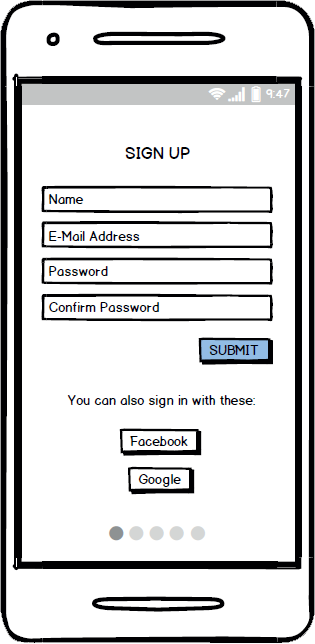 9:47
SIGN UP
Name
E-Mail Address
Password
Confirm Password
SUBMIT
You can also sign in with these:
Facebook
Google